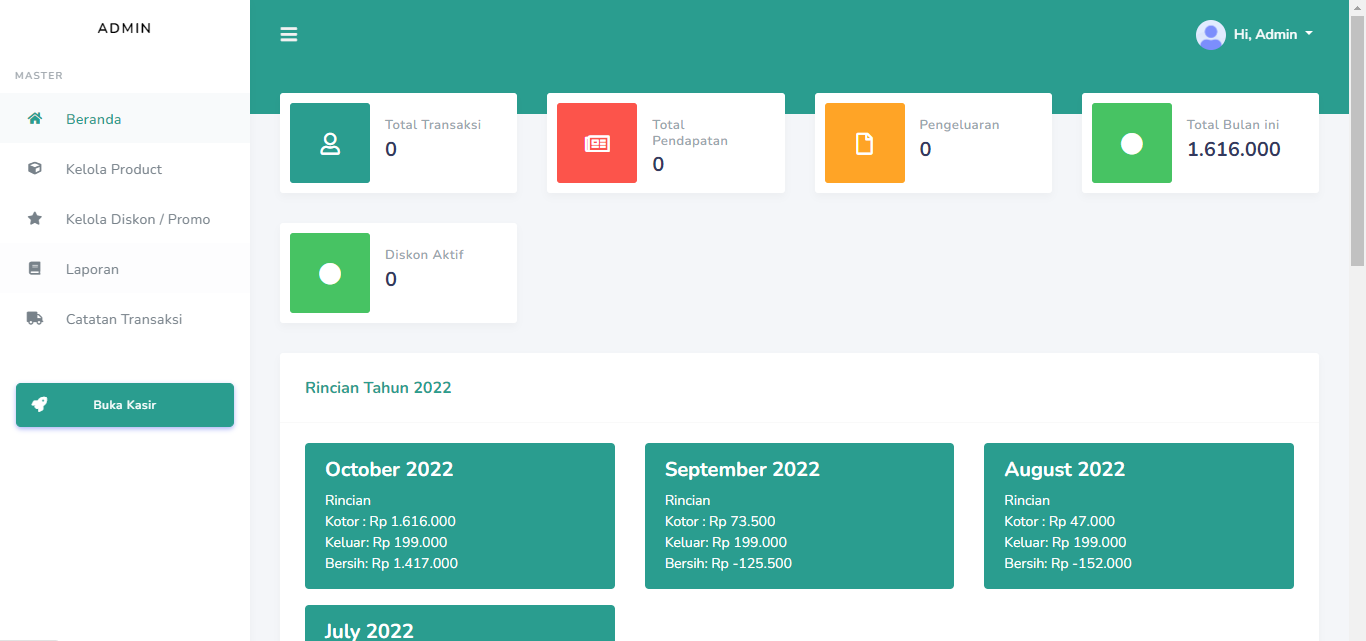 ADMIN
Hi, Admin
MASTER
Beranda
Kelola Product
Kelola Diskon / Promo
Laporan
Catatan Transaksi
Buka Kasir
Total Transaksi
0
Total
Pendapatan
0
Pengeluaran
0
Total Bulan ini
1.616.000
Diskon Aktif
0
Rincian Tahun 2022
October 2022
Rincian
Kotor : Rp 1.616.000
Keluar: Rp 199.000
Bersih: Rp 1.417.000
September 2022
Rincian
Kotor : Rp 73.500
Keluar: Rp 199.000
Bersih: Rp -125.500
August 2022
Rincian
Kotor : Rp 47.000
Keluar: Rp 199.000
Bersih: Rp -152.000
July 2022